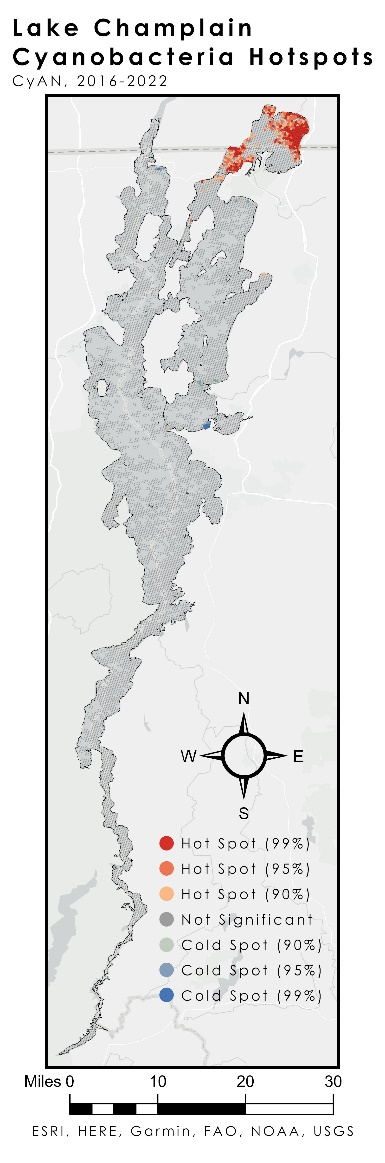 Lake Champlain
Cyanobacteria Hotspots
CyAN, 2016-2022
N
W E
S
Hot Spot (99%)
Hot Spot (95%)
Hot Spot (90%)
Not Significant
Cold Spot (90%)
Cold Spot (95%)
Cold Spot (99%)
Miles 0 10 20 30
ESRI, HERE, Garmin, FAO, NOAA, USGS